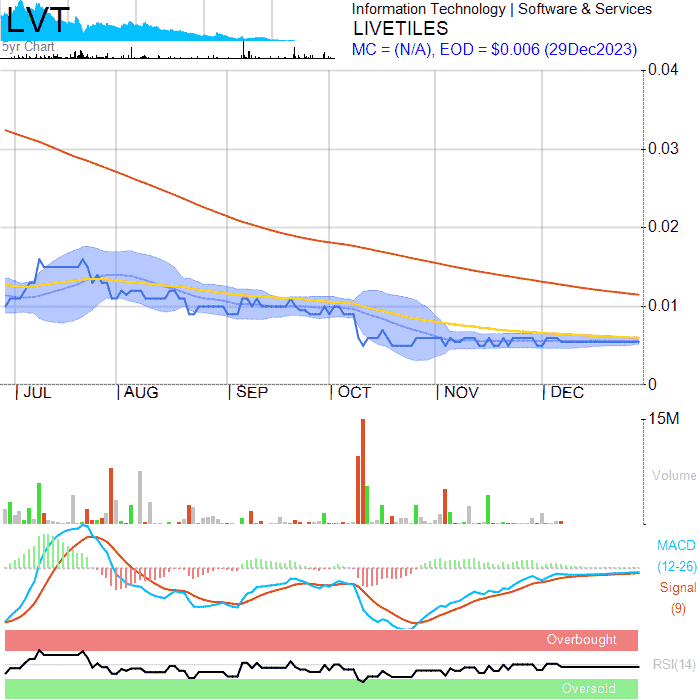 LVT
5yr Chart
Information Technology | Software & Services
LIVETILES
MC = (N/A), EOD = $0.006 (29Dec2023)
0.04
0.03
0.02
0.01
0
JUL AUG SEP OCT NOV DEC
15M
Volume
MACD
(12-26)
Signal
(9)
Overbought
RSI(14)
Oversold